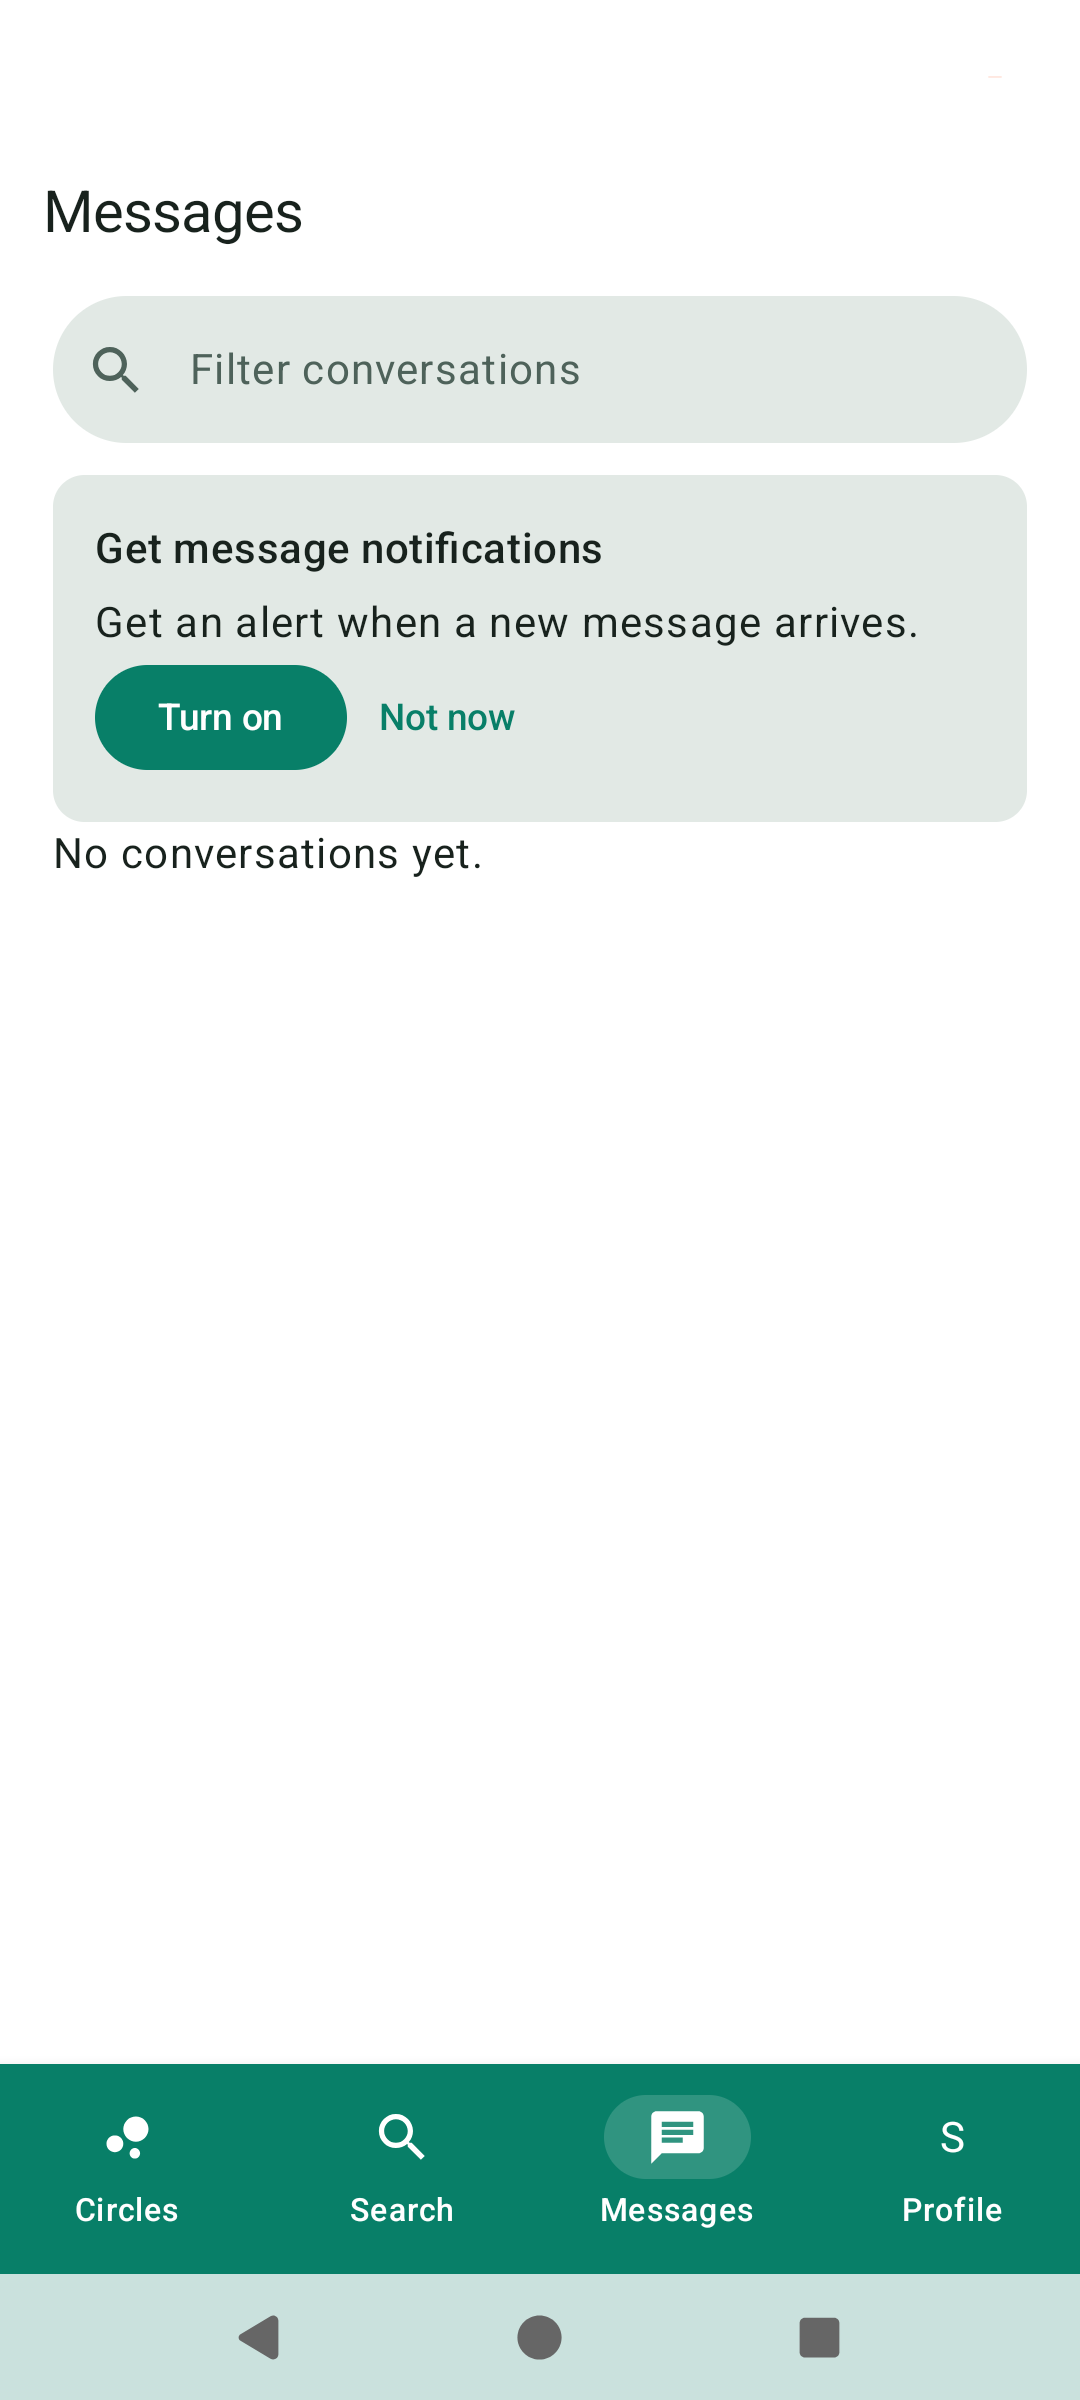 Messages
Filter conversations
Get message notifications
Get an alert when a new message arrives.
Turn on
Not now
No conversations yet.
S
Circles
Search
Messages
Profile